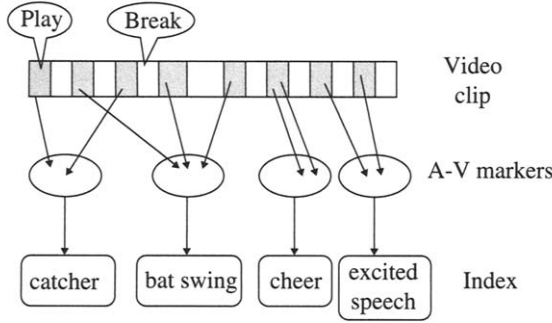 Play
Break
Video
clip
A-V markers
catcher
bat swing
cheer
excited
speech
Index